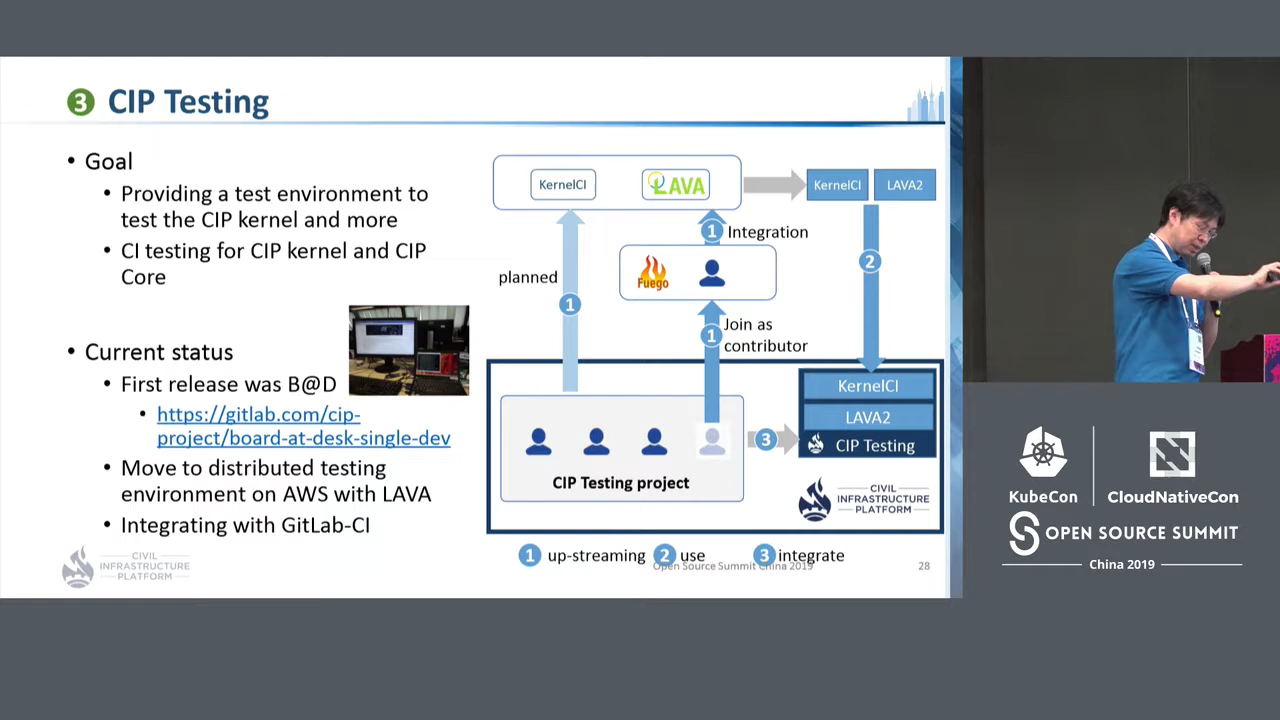 3 CIP Testing
• Goal
• Providing a test environment to
test the CIP kernel and more
• CI testing for CIP kernel and CIP
Core
• Current status
• First release was B@D
• https://gitlab.com/cip-
project/board-at-desk-single-dev
• Move to distributed testing
environment on AWS with LAVA
• Integrating with GitLab-CI
KernelCI
LAVA
KernelCI
LAVA2
1 Integration
2
planned
Fuego
1
1 Join as
contributor
KernelCI
LAVA2
CIP Testing
3
CIP Testing project
CIVIL
INFRASTRUCTURE
PLATFORM
1 up-streaming 2 use 3 integrate
CIVIL
INFRASTRUCTURE
PLATFORM
Open Source Summit China 2019
28
KubeCon
CloudNativeCon
OPEN SOURCE SUMMIT
China 2019